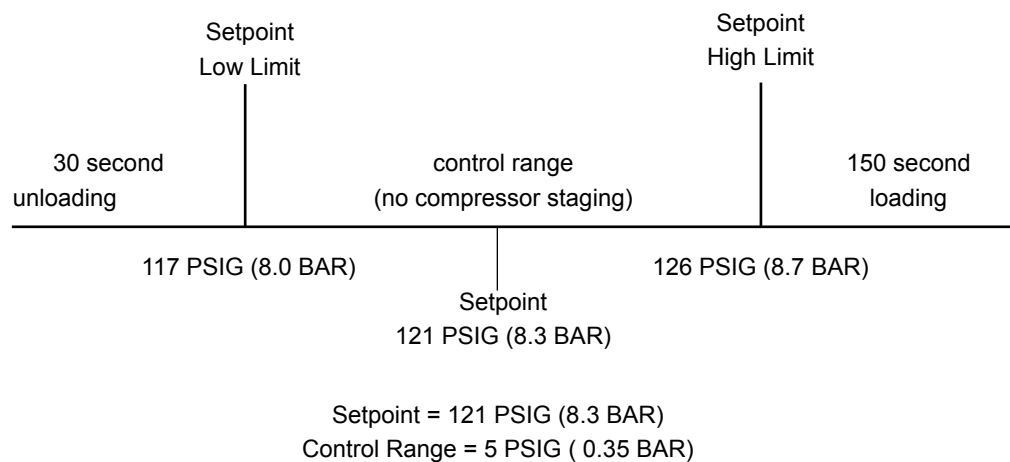 Setpoint
Low Limit
Setpoint
High Limit
30 second
unloading
control range
(no compressor staging)
150 second
loading
117 PSIG (8.0 BAR)
126 PSIG (8.7 BAR)
Setpoint
121 PSIG (8.3 BAR)
Setpoint = 121 PSIG (8.3 BAR)
Control Range = 5 PSIG ( 0.35 BAR)